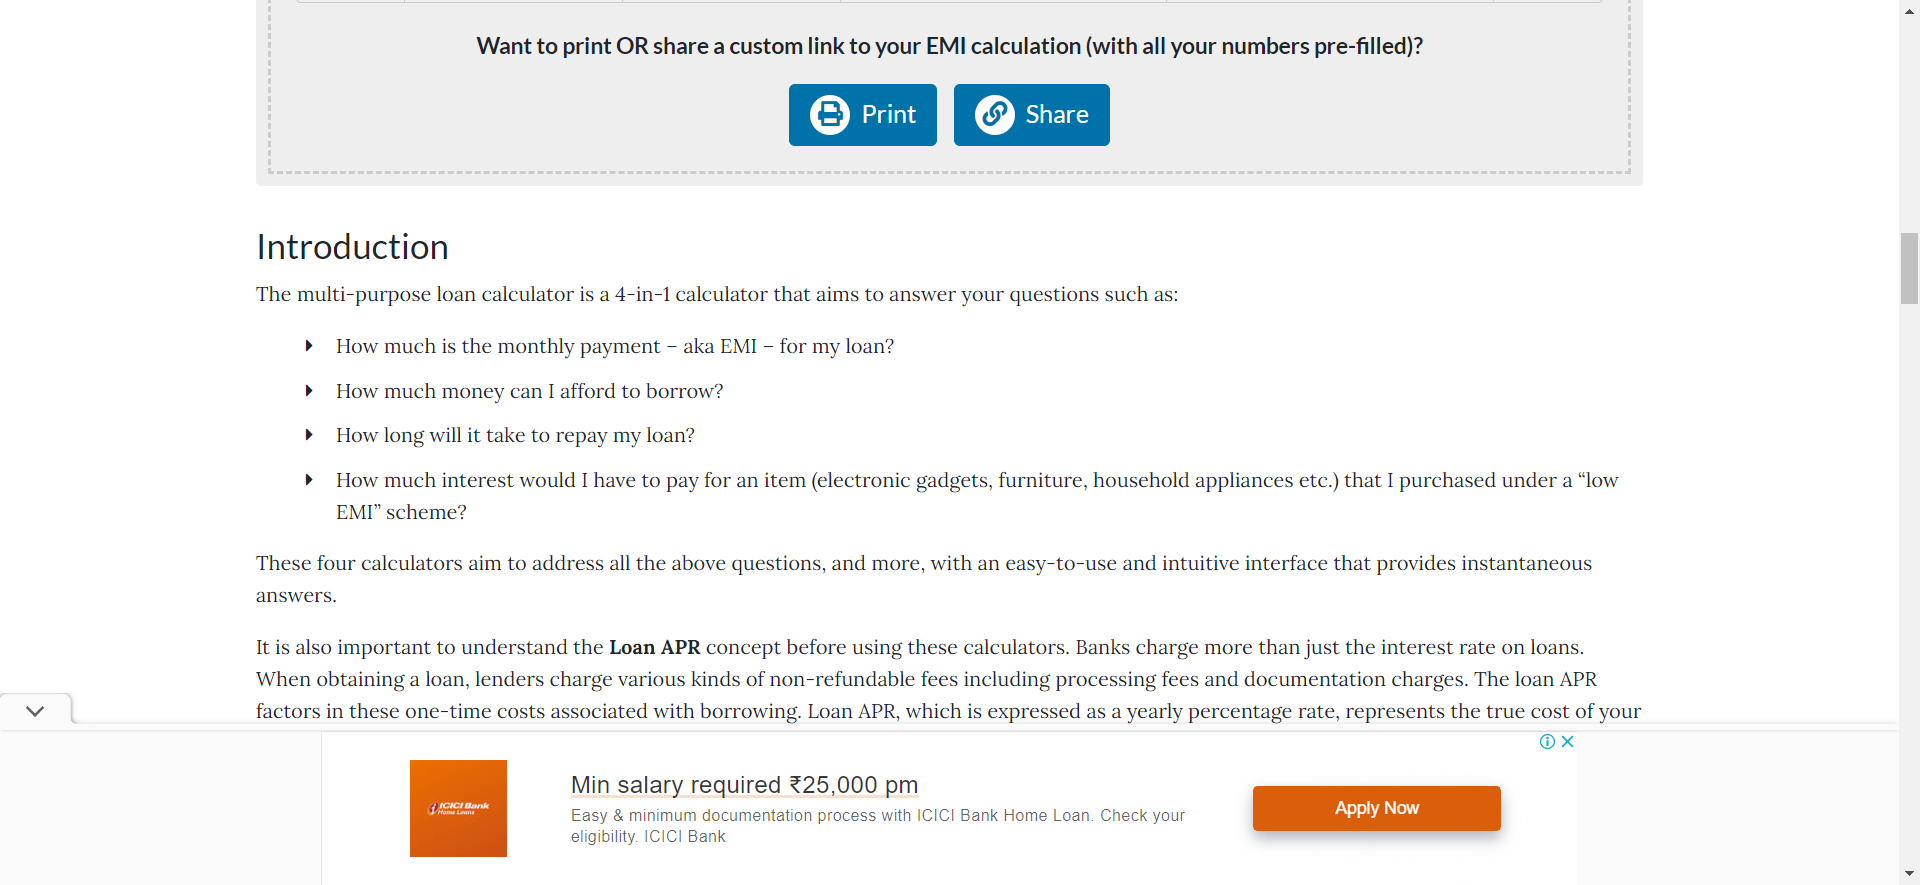 Want to print OR share a custom link to your EMI calculation (with all your numbers pre-filled)?
Print
Share
Introduction
The multi-purpose loan calculator is a 4-in-1 calculator that aims to answer your questions such as:
How much is the monthly payment – aka EMI – for my loan?
How much money can I afford to borrow?
How long will it take to repay my loan?
How much interest would I have to pay for an item (electronic gadgets, furniture, household appliances etc.) that I purchased under a “low
EMI” scheme?
These four calculators aim to address all the above questions, and more, with an easy-to-use and intuitive interface that provides instantaneous
answers.
It is also important to understand the Loan APR concept before using these calculators. Banks charge more than just the interest rate on loans.
When obtaining a loan, lenders charge various kinds of non-refundable fees including processing fees and documentation charges. The loan APR
factors in these one-time costs associated with borrowing. Loan APR, which is expressed as a yearly percentage rate, represents the true cost of your
ICICI Bank
Home Loans
Min salary required ₹25,000 pm
Easy & minimum documentation process with ICICI Bank Home Loan. Check your
eligibility. ICICI Bank
Apply Now